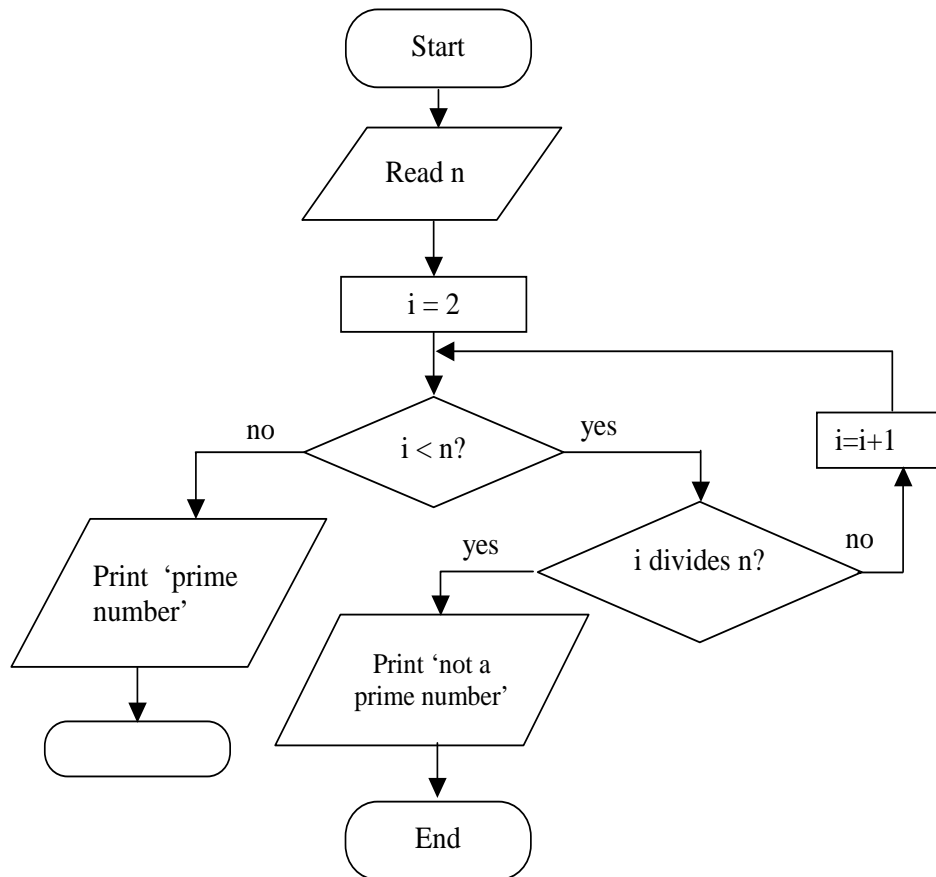 Start
Read n
i = 2
no
i < n?
yes
i=i+1
yes
i divides n?
no
Print ‘prime
number’
Print ‘not a
prime number’
End